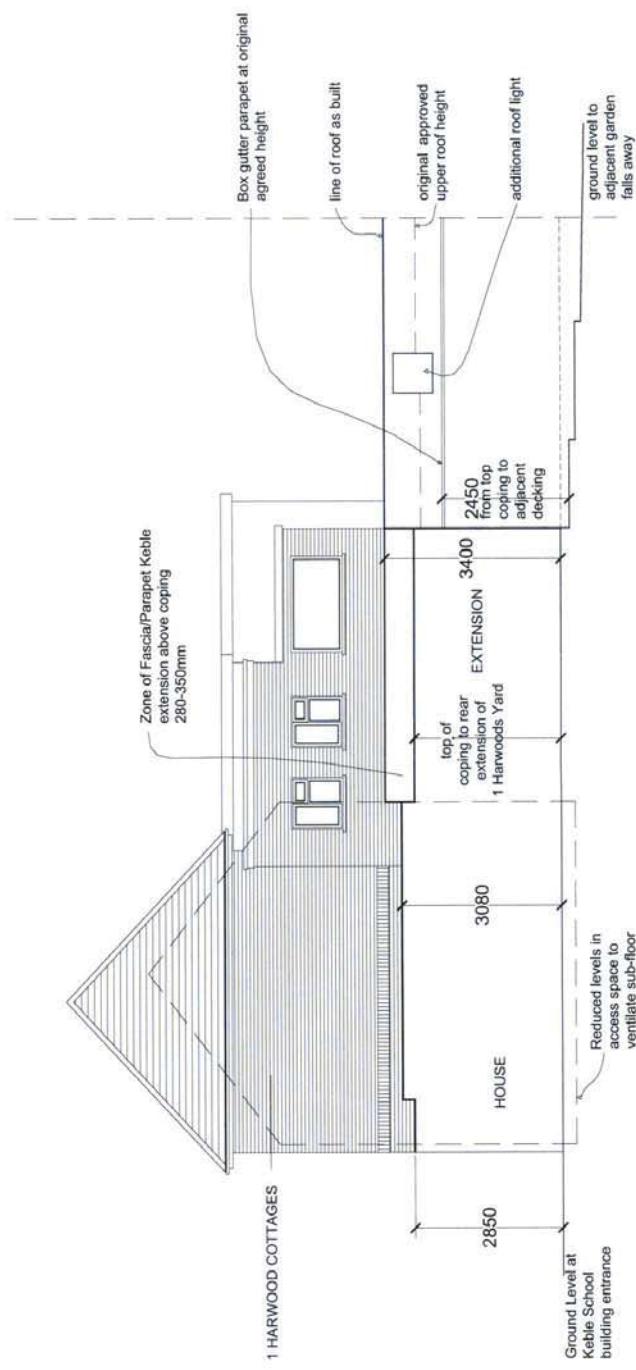 1 HARWOOD COTTAGES
Zone of Fascia/Parapet Keble
extension above coping
280-350mm
Box gutter parapet at original
agreed height
line of roof as built
original approved
upper roof height
additional roof light
ground level to
adjacent garden
falls away
2450
from top
coping to
adjacent
decking
3400
EXTENSION
top of
coping to rear
extension of
1 Harwoods Yard
3080
HOUSE
2850
Reduced levels in
access space to
ventilate sub-floor
Ground Level at
Keble School
building entrance